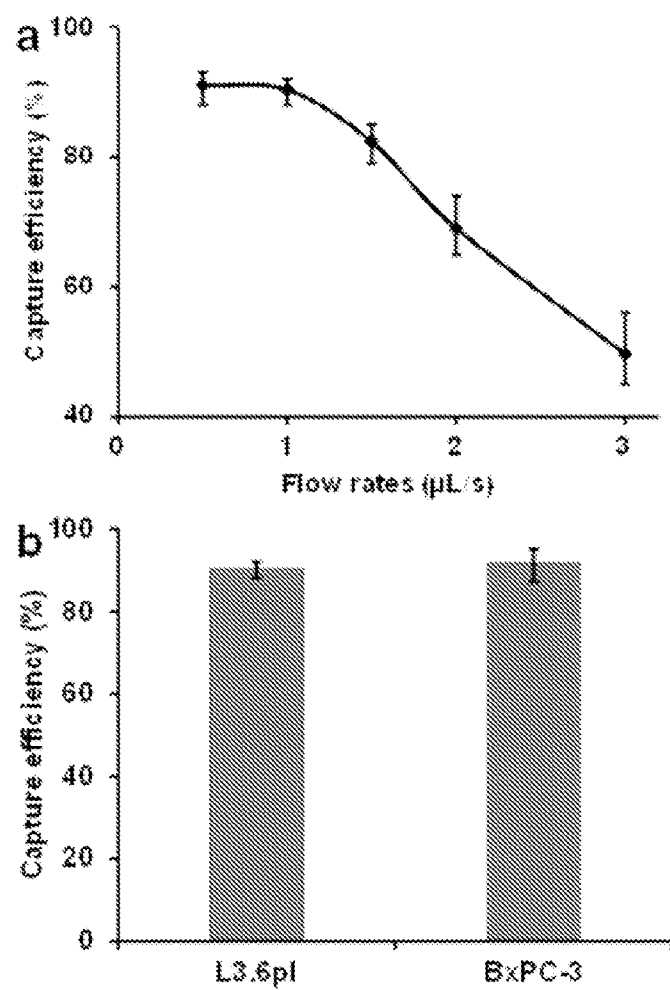 a
Capture efficiency (%)
100
80
60
40
0 1 2 3
Flow rates (µL/s)
b
Capture efficiency (%)
100
80
60
40
20
0
L3.6pl BxPC-3